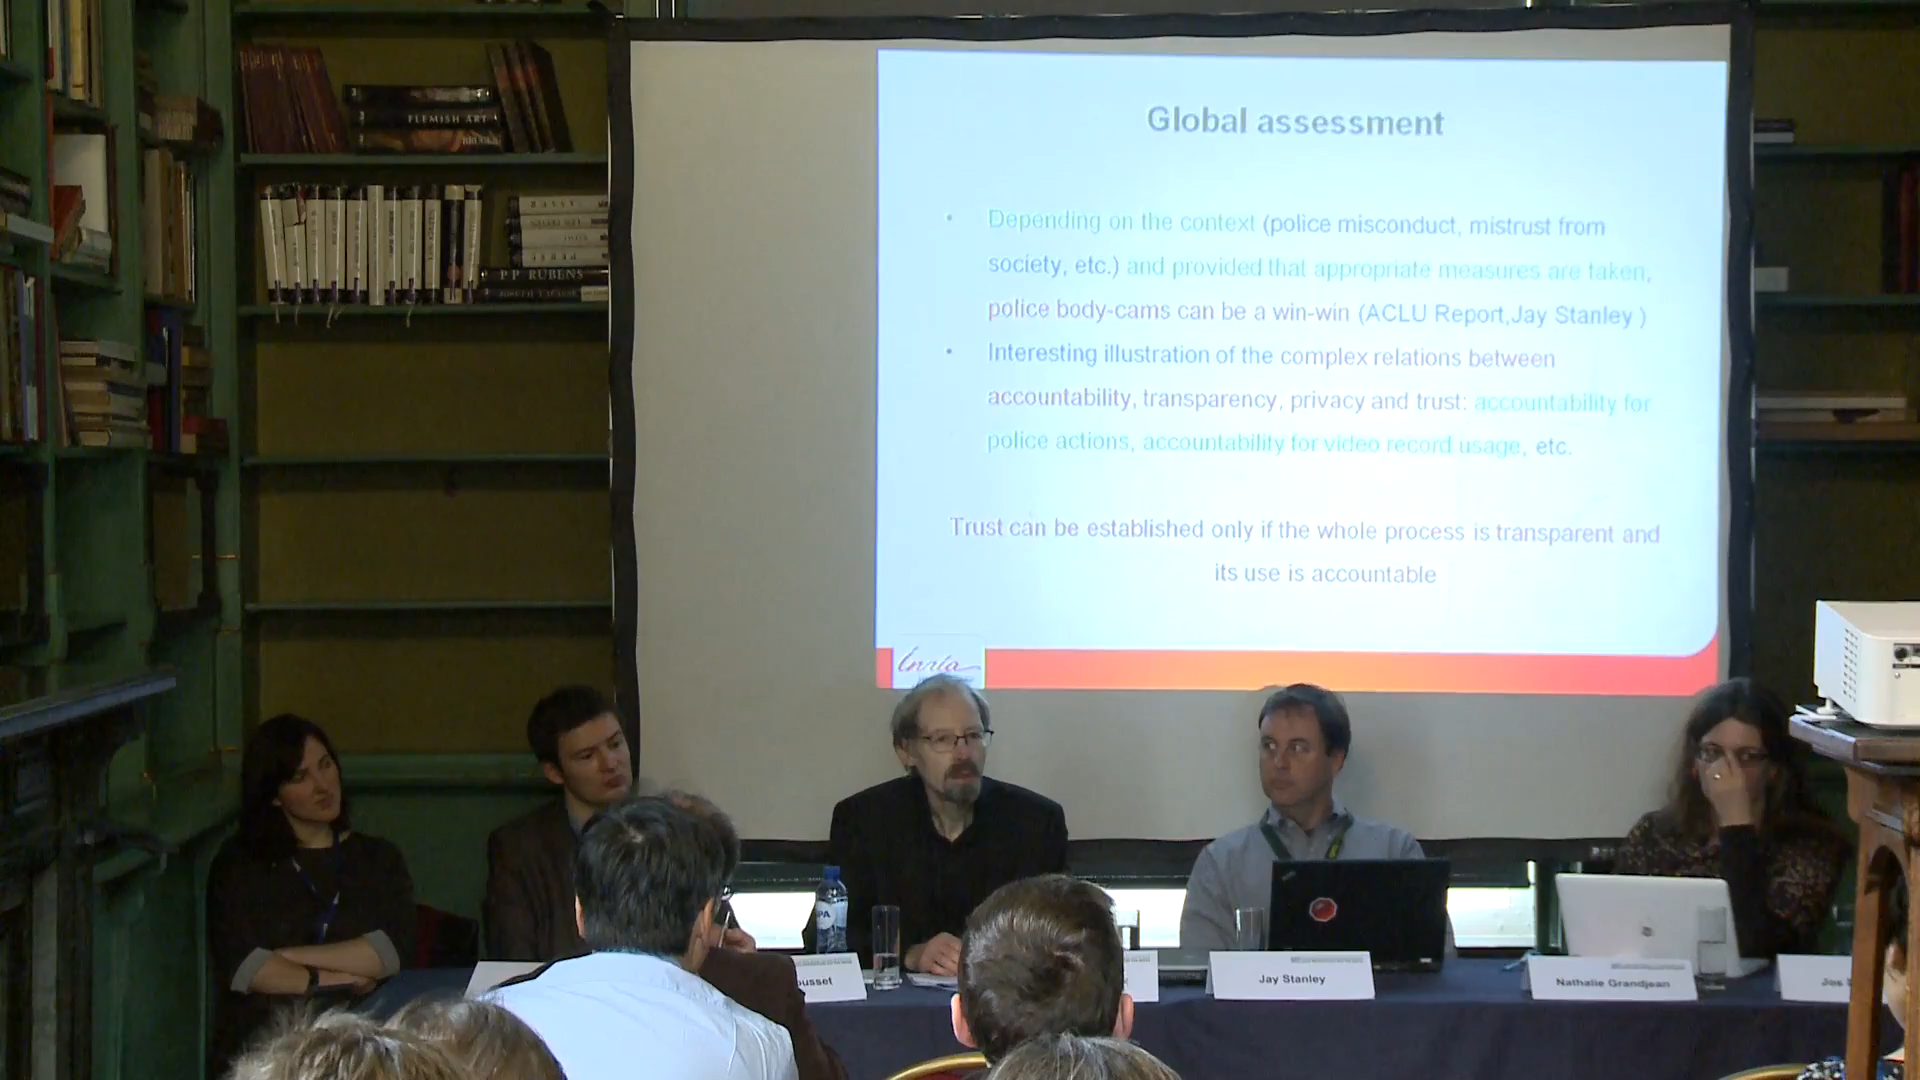 FLEMISH ART
P P RUBENS
Global assessment
• Depending on the context (police misconduct, mistrust from
society, etc.) and provided that appropriate measures are taken,
police body-cams can be a win-win (ACLU Report,Jay Stanley )
• Interesting illustration of the complex relations between
accountability, transparency, privacy and trust: accountability for
police actions, accountability for video record usage, etc.
Trust can be established only if the whole process is transparent and
its use is accountable
Inria
SPA
ousset
Jay Stanley
Nathalie Grandjean
Jos